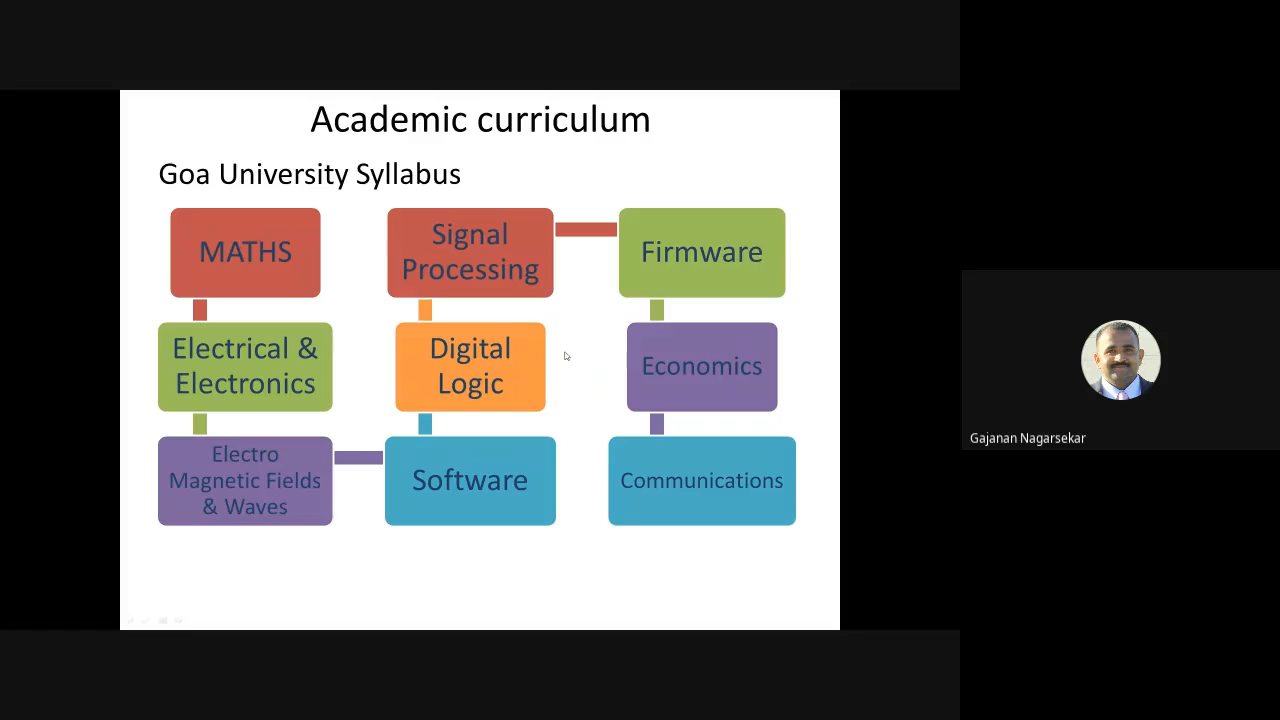 Academic curriculum
Goa University Syllabus
MATHS
Electrical &
Electronics
Electro
Magnetic Fields
& Waves
Software
Digital
Logic
Signal
Processing
Firmware
Economics
Communications
Gajanan Nagarsekar